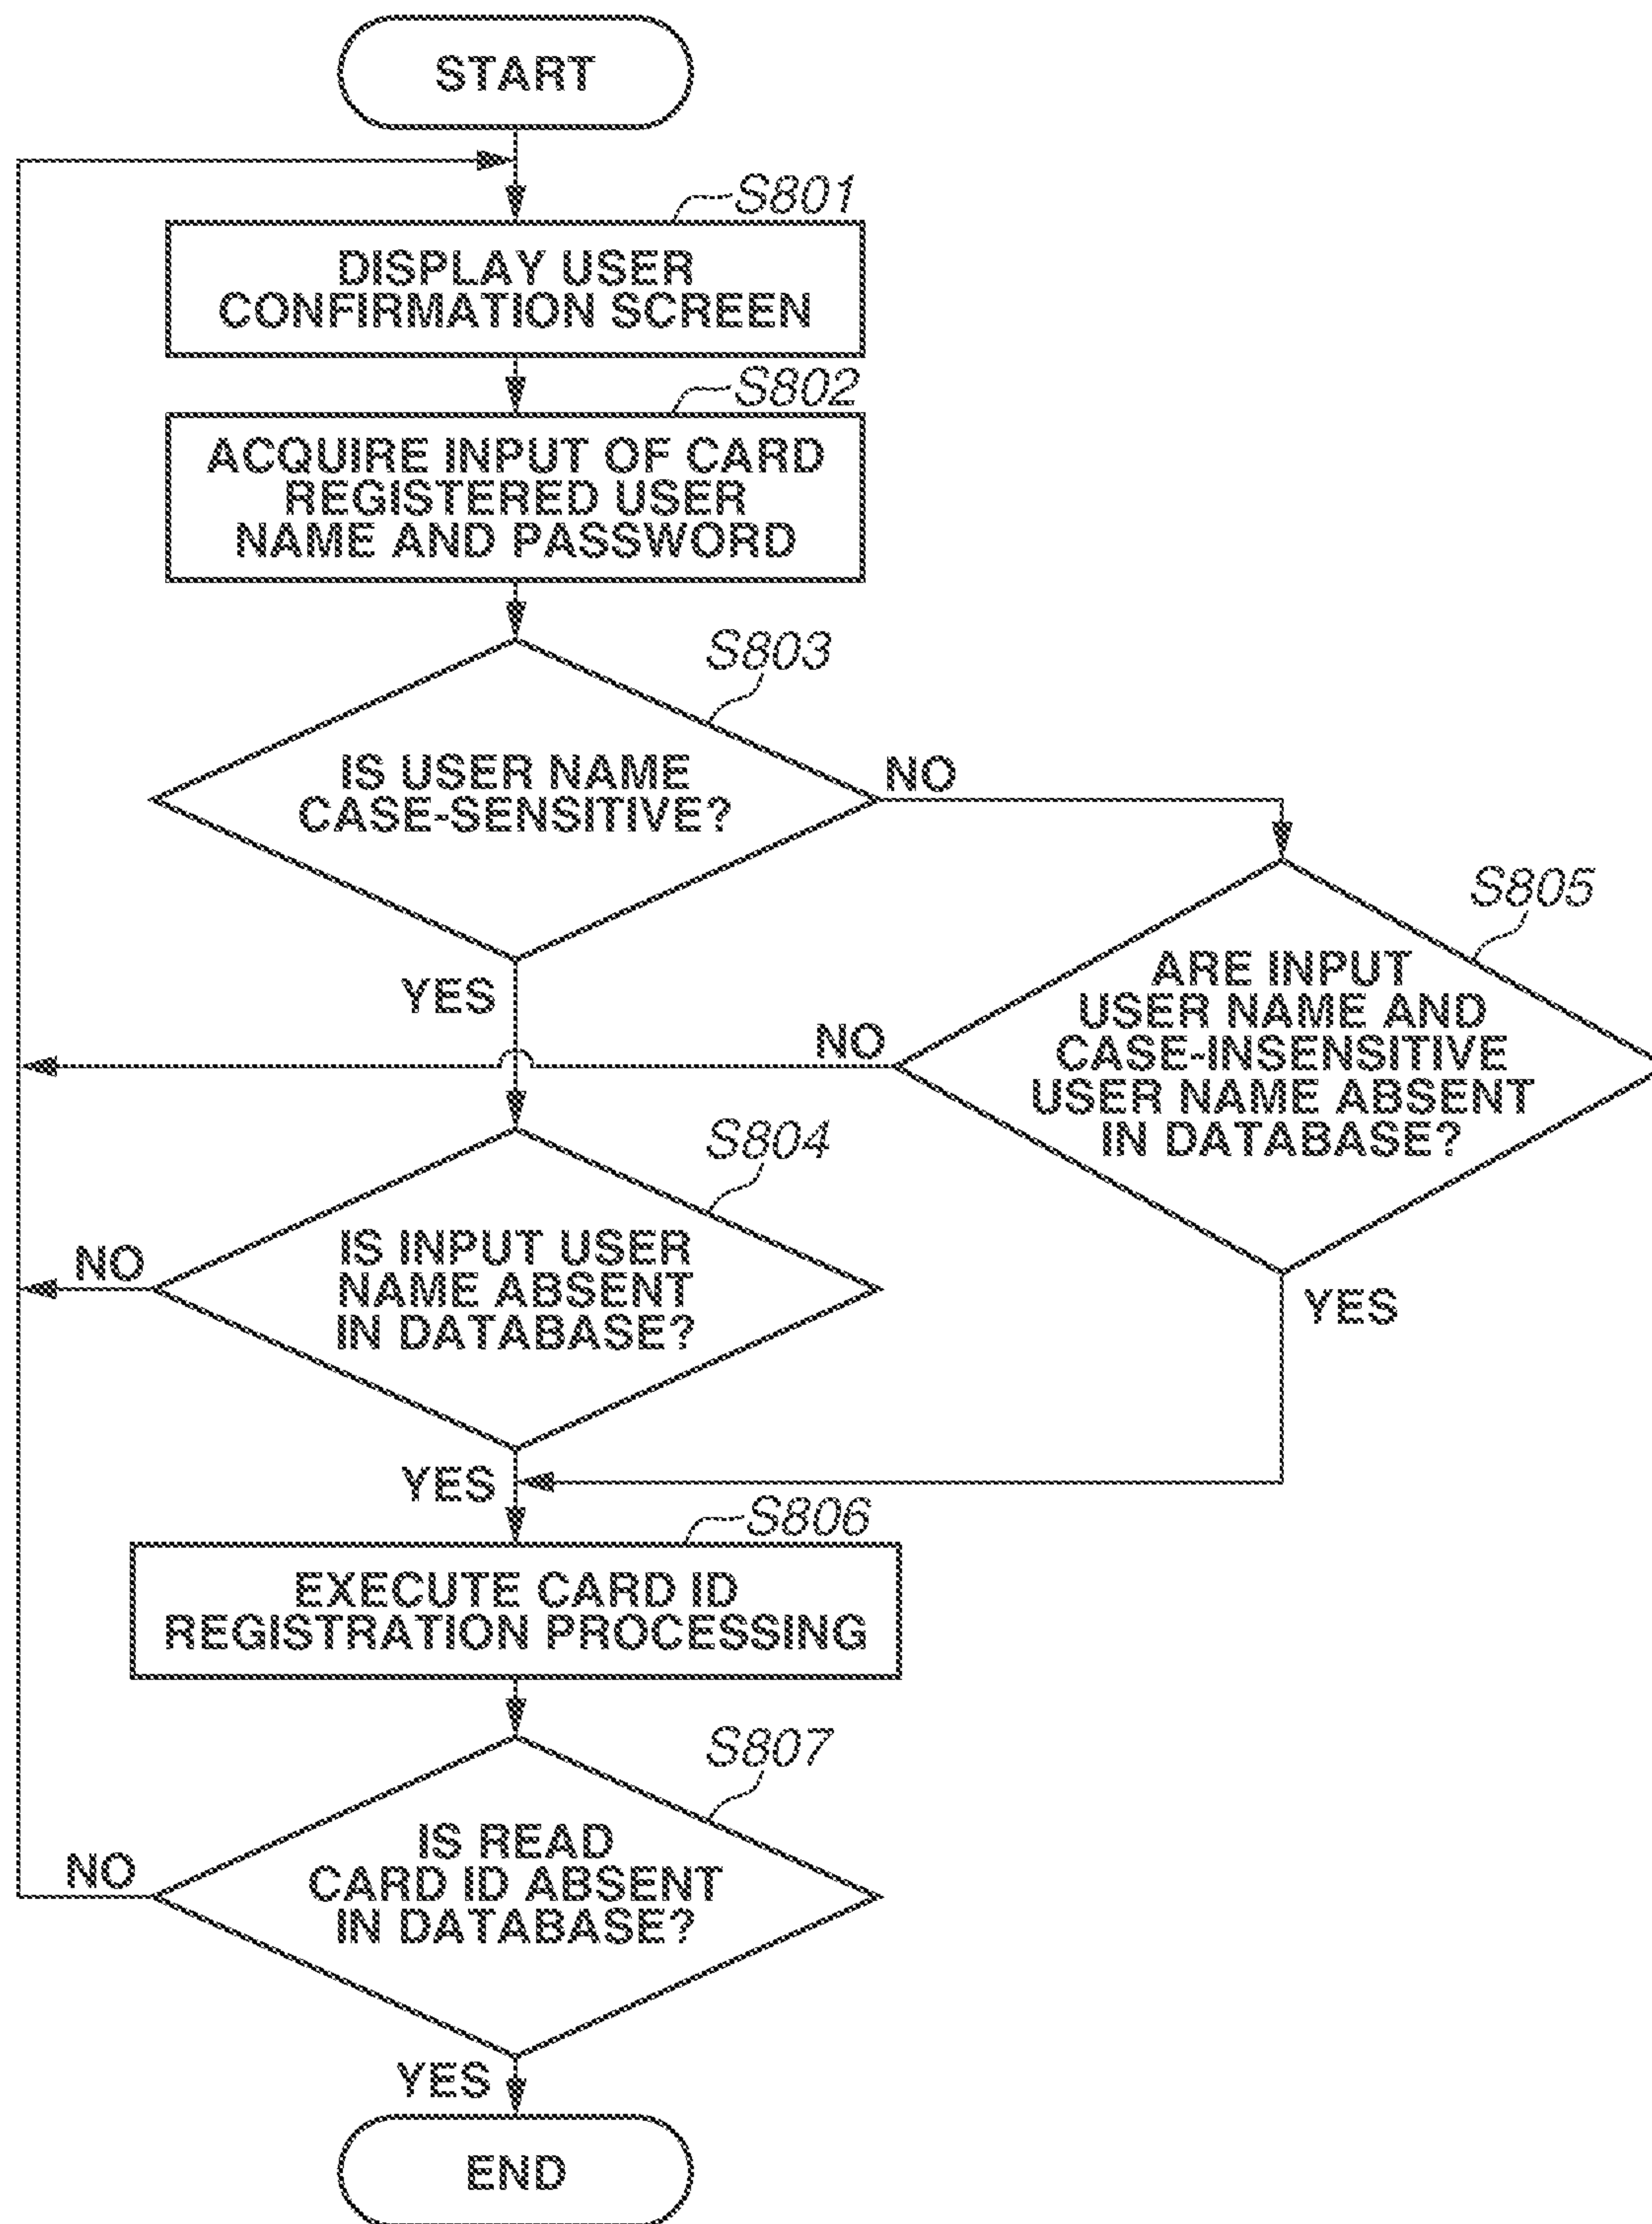 START
S801
DISPLAY USER
CONFIRMATION SCREEN
S802
ACQUIRE INPUT OF CARD
REGISTERED USER
NAME AND PASSWORD
S803
IS USER NAME
CASE-SENSITIVE?
NO
YES
S805
ARE INPUT
USER NAME AND
CASE-INSENSITIVE
USER NAME ABSENT
IN DATABASE?
NO
YES
S804
IS INPUT USER
NAME ABSENT
IN DATABASE?
NO
YES
S806
EXECUTE CARD ID
REGISTRATION PROCESSING
S807
IS READ
CARD ID ABSENT
IN DATABASE?
NO
YES
END